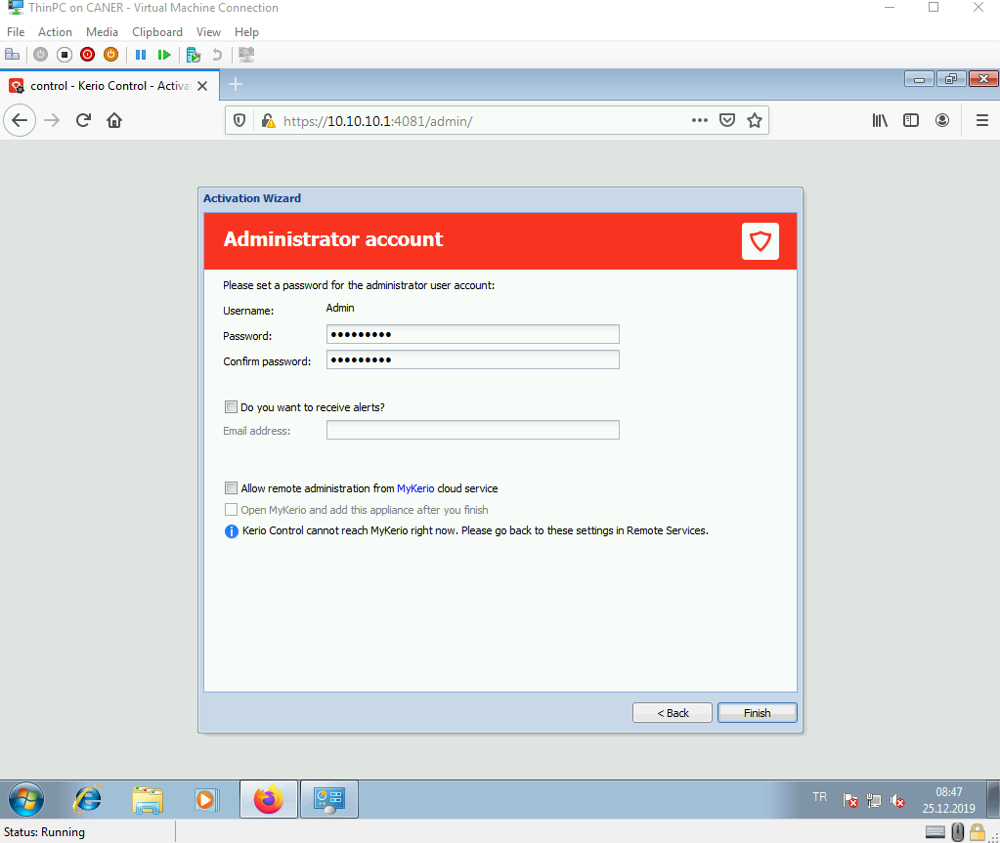 ThinPC on CANER - Virtual Machine Connection
File Action Media Clipboard View Help
control - Kerio Control - Activa
https://10.10.10.1:4081/admin/
Activation Wizard
Administrator account
Please set a password for the administrator user account:
Username: Admin
Password: •••••••••
Confirm password: •••••••••
Do you want to receive alerts?
Email address:
Allow remote administration from MyKerio cloud service
Open MyKerio and add this appliance after you finish
Kerio Control cannot reach MyKerio right now. Please go back to these settings in Remote Services.
< Back Finish
TR
08:47
25.12.2019
Status: Running